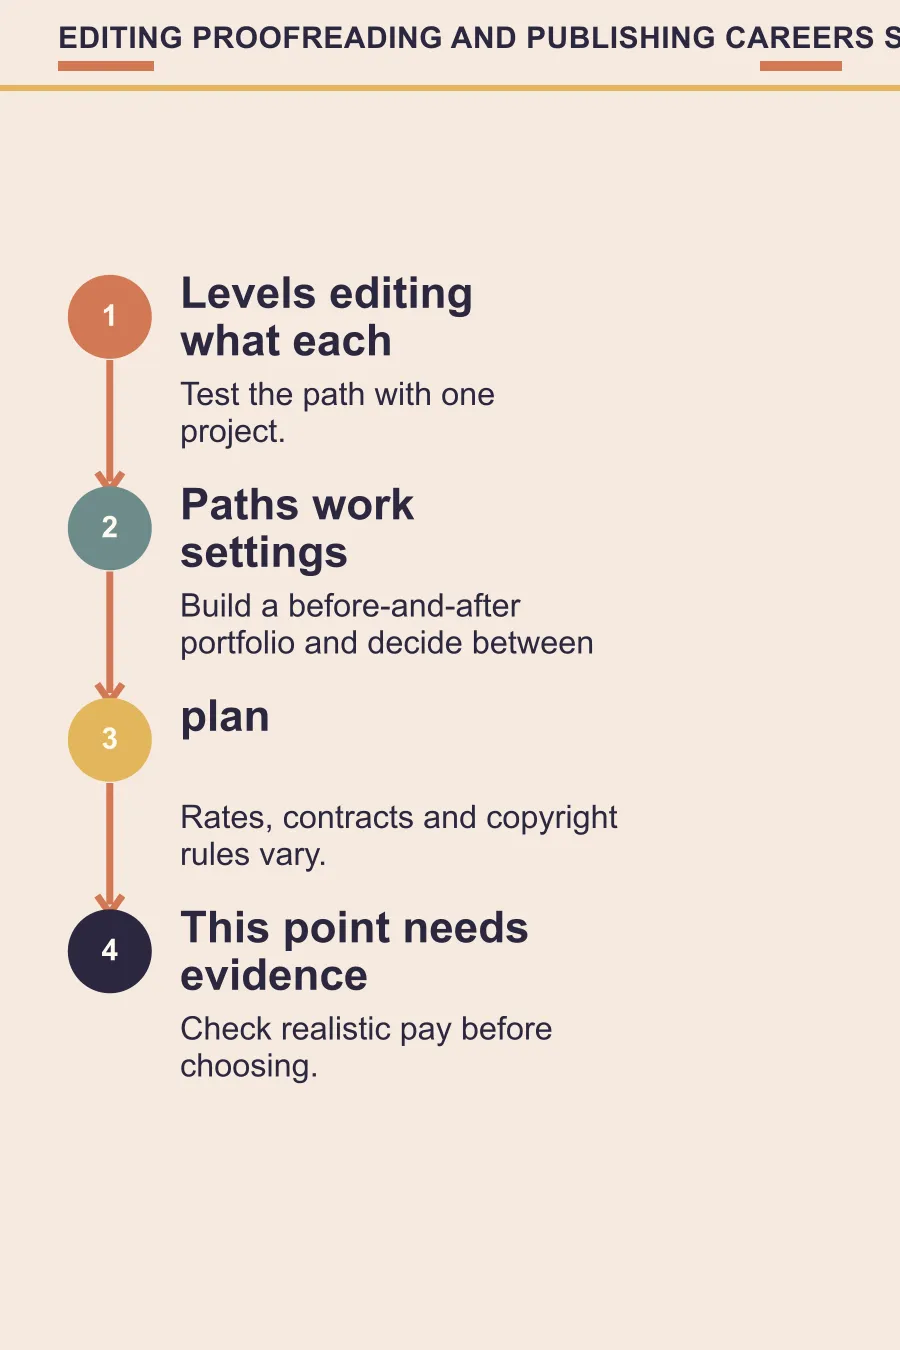 EDITING PROOFREADING AND PUBLISHING CAREERS S
1
Levels editing
what each
Test the path with one
project.
2
Paths work
settings
Build a before-and-after
portfolio and decide between
3
plan
Rates, contracts and copyright
rules vary.
4
This point needs
evidence
Check realistic pay before
choosing.